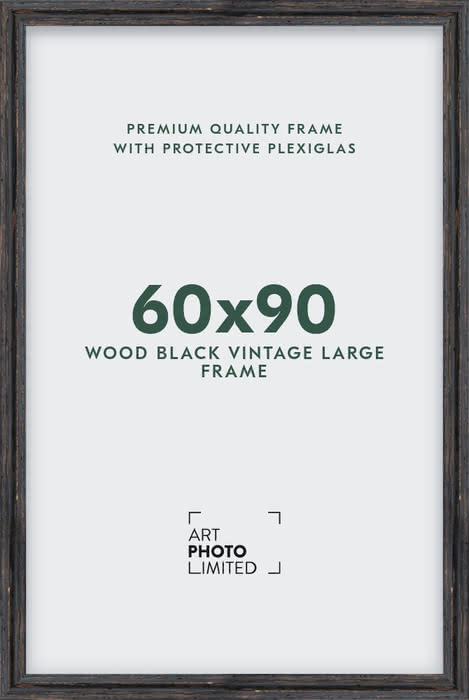 PREMIUM QUALITY FRAME
WITH PROTECTIVE PLEXIGLAS
60x90
WOOD BLACK VINTAGE LARGE
FRAME
ART
PHOTO
LIMITED